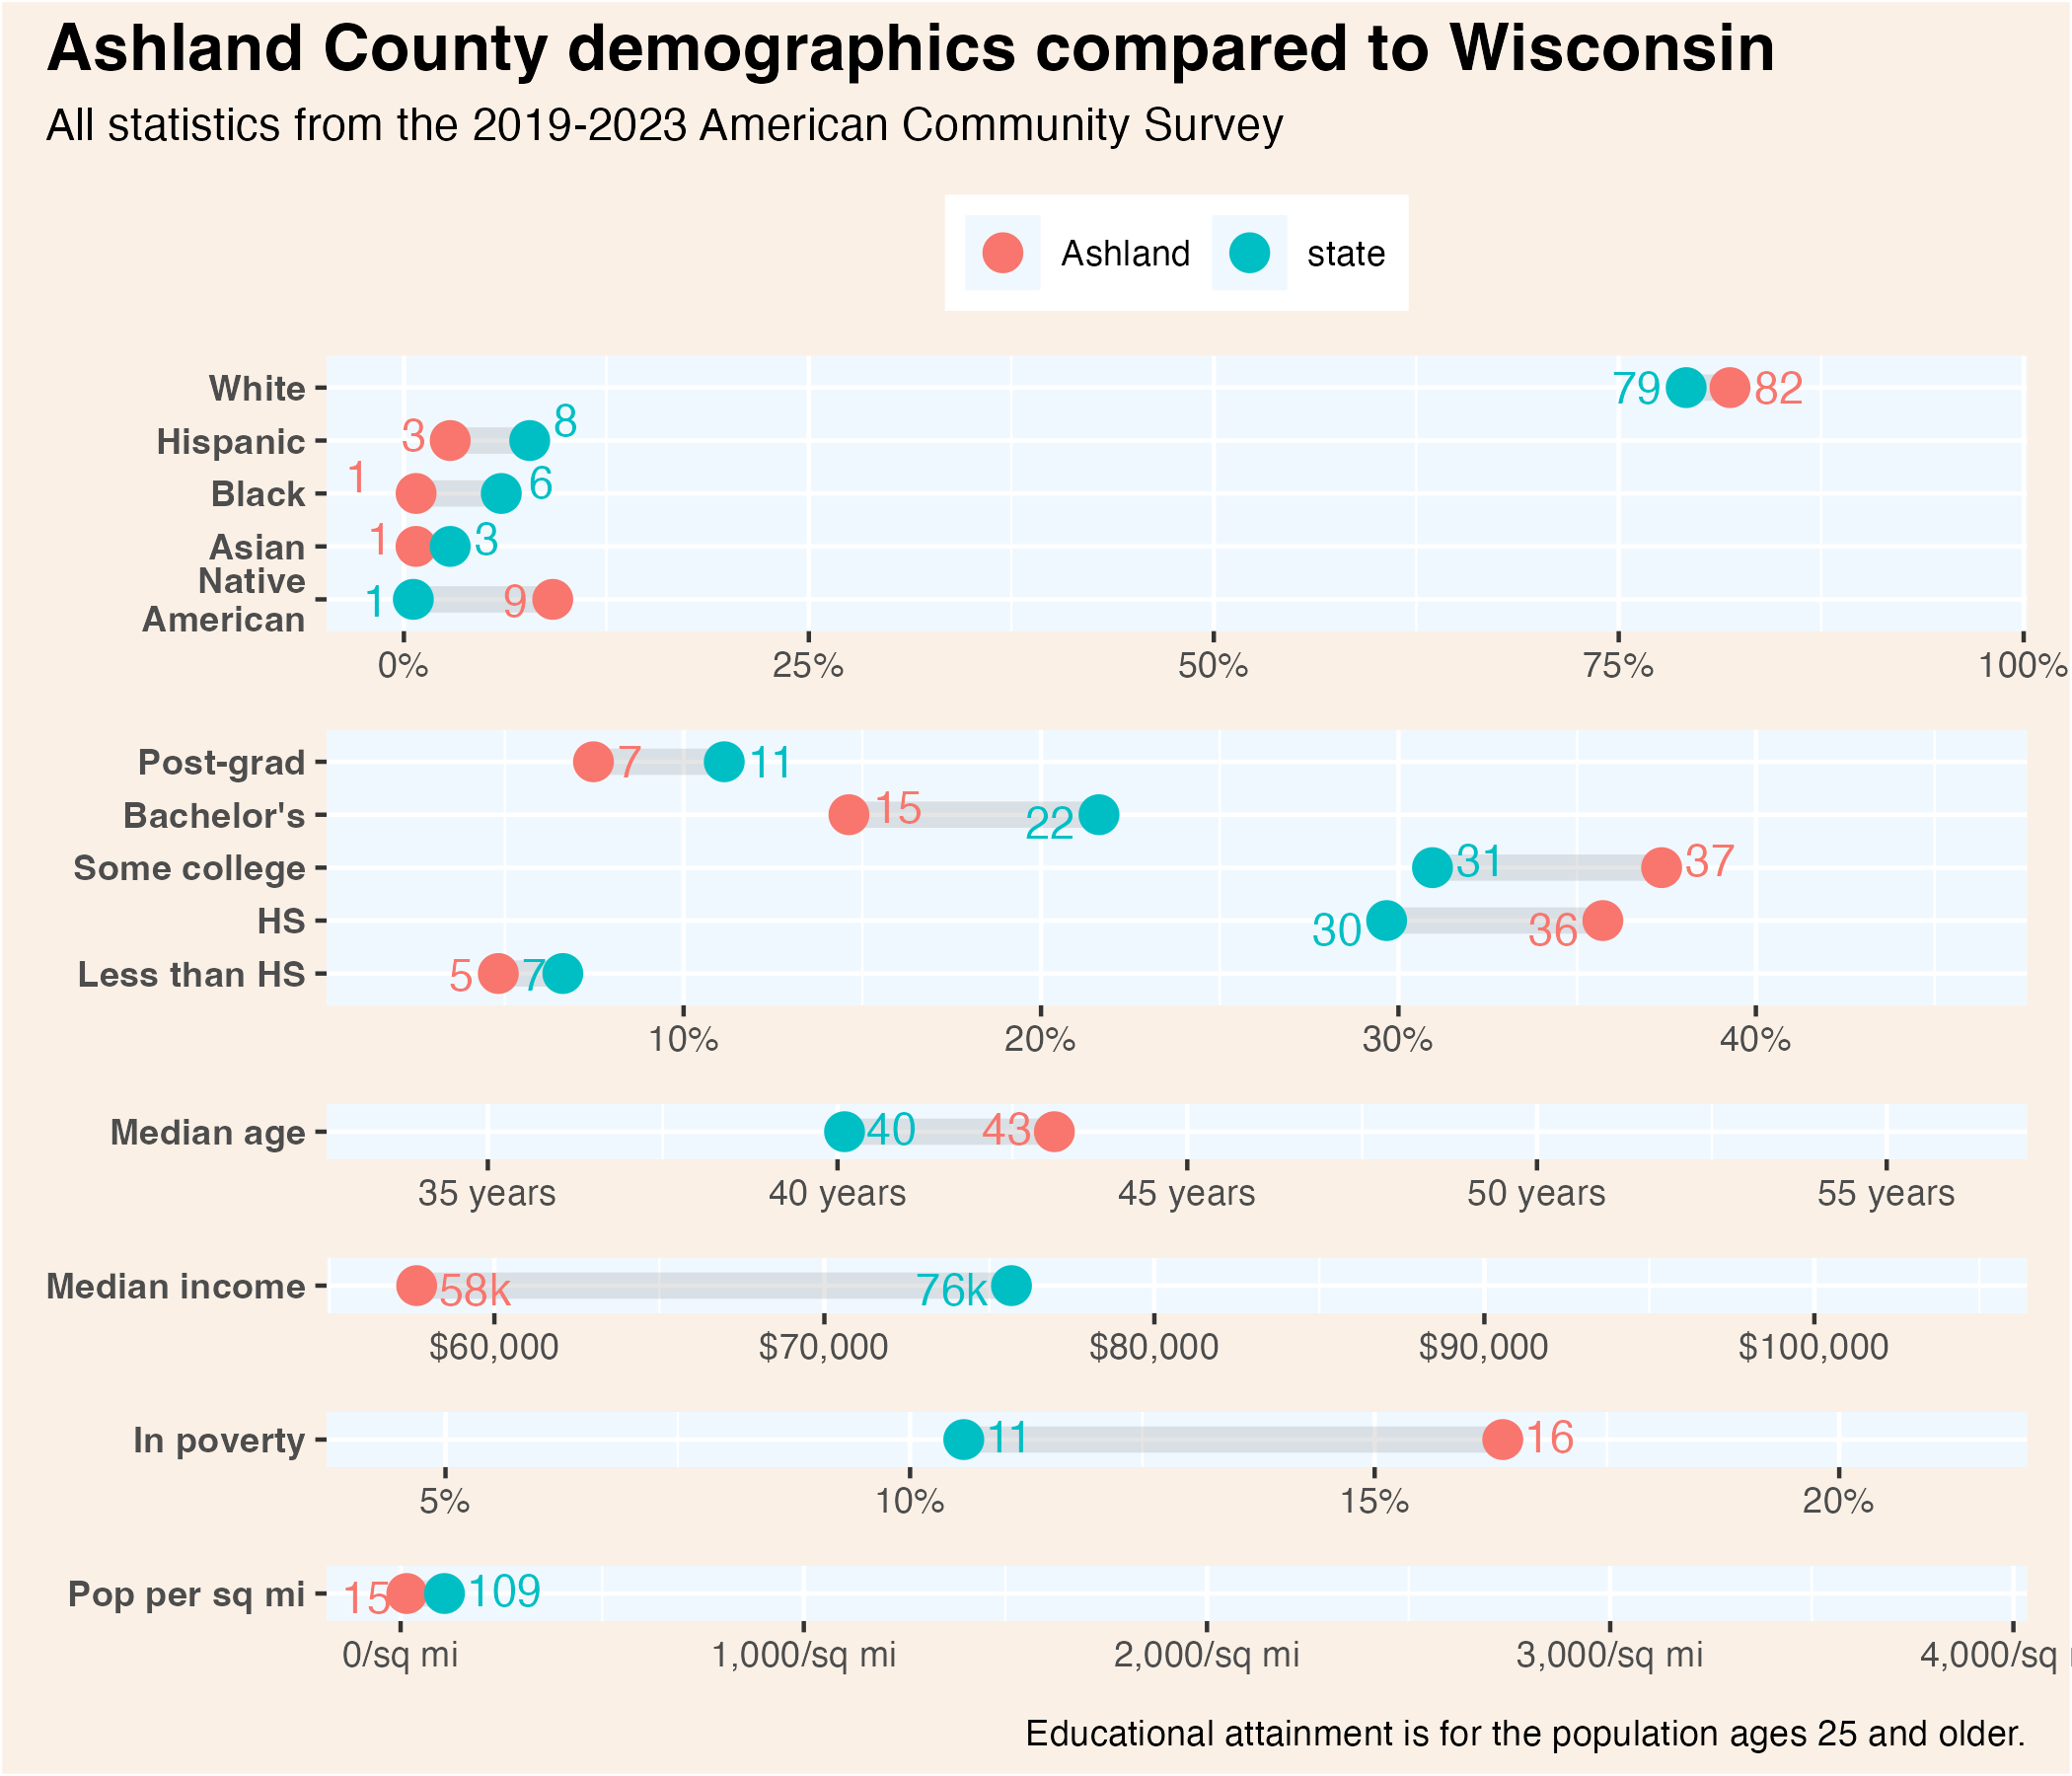 Ashland County demographics compared to Wisconsin
All statistics from the 2019-2023 American Community Survey
Ashland state
White 79 82
Hispanic 3 8
Black 1 6
Asian 1 3
Native
American 1 9
0% 25% 50% 75% 100%
Post-grad 7 11
Bachelor's 15 22
Some college 31 37
HS 30 36
Less than HS 5 7
10% 20% 30% 40%
Median age 40 43
35 years 40 years 45 years 50 years 55 years
Median income 58k 76k
$60,000 $70,000 $80,000 $90,000 $100,000
In poverty 11 16
5% 10% 15% 20%
Pop per sq mi 15 109
0/sq mi 1,000/sq mi 2,000/sq mi 3,000/sq mi 4,000/sq
Educational attainment is for the population ages 25 and older.